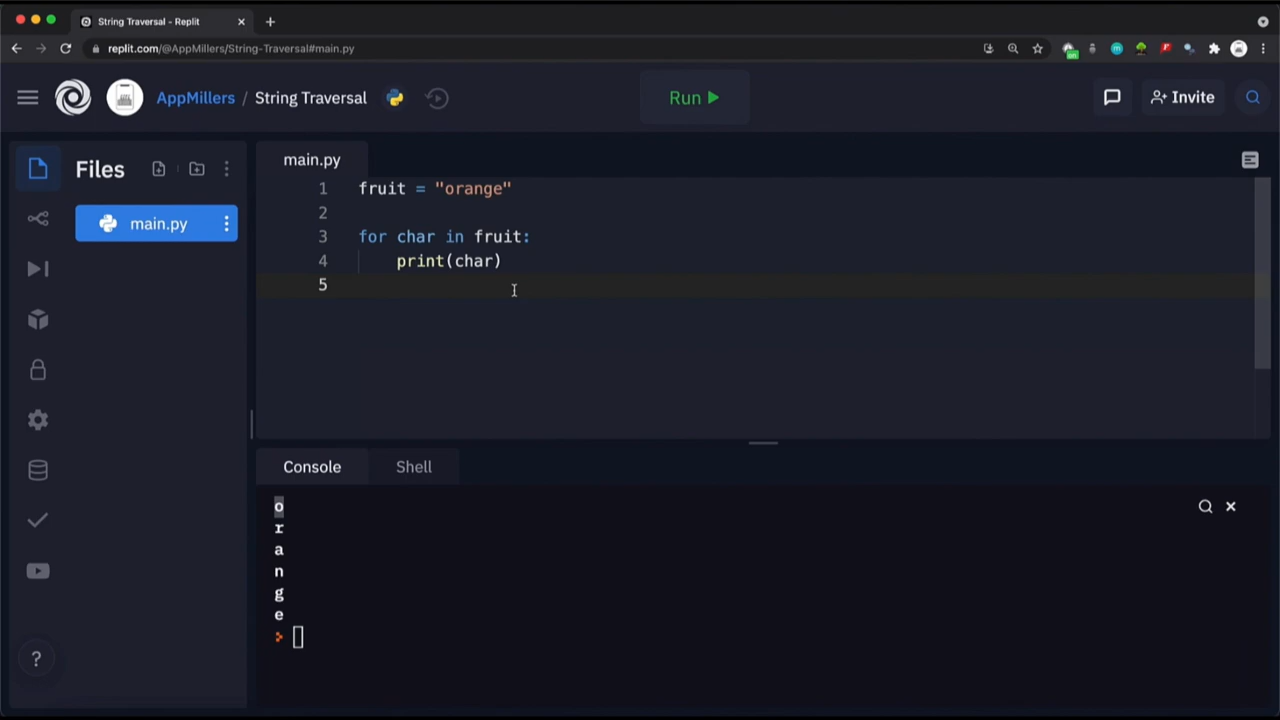 String Traversal - Replit
replit.com/@AppMillers/String-Traversal#main.py
AppMillers / String Traversal
Run
Invite
Files
main.py
main.py
1 fruit = "orange"
2
3 for char in fruit:
4 print(char)
5
Console
Shell
o
r
a
n
g
e
?